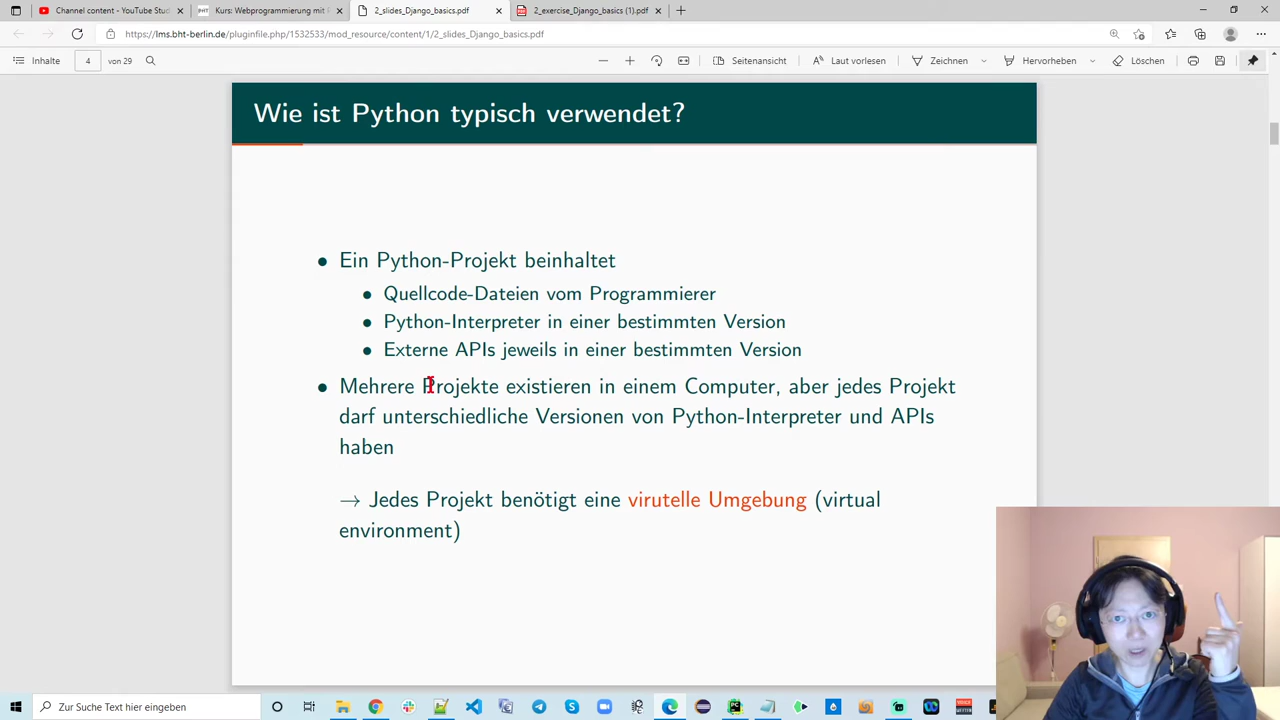 Channel content - YouTube Stud
Kurs: Webprogrammierung mit F
2_slides_Django_basics.pdf
2_exercise_Django basics (1).pdf
https://lms.bht-berlin.de/pluginfile.php/1532533/mod_resource/content/1/2_slides_Django_basics.pdf
Inhalte 4 von 29 Seitenansicht Laut vorlesen Zeichnen Hervorheben Löschen
Wie ist Python typisch verwendet?
• Ein Python-Projekt beinhaltet
• Quellcode-Dateien vom Programmierer
• Python-Interpreter in einer bestimmten Version
• Externe APIs jeweils in einer bestimmten Version
• Mehrere Projekte existieren in einem Computer, aber jedes Projekt
darf unterschiedliche Versionen von Python-Interpreter und APIs
haben
→ Jedes Projekt benötigt eine virutelle Umgebung (virtual
environment)
Zur Suche Text hier eingeben